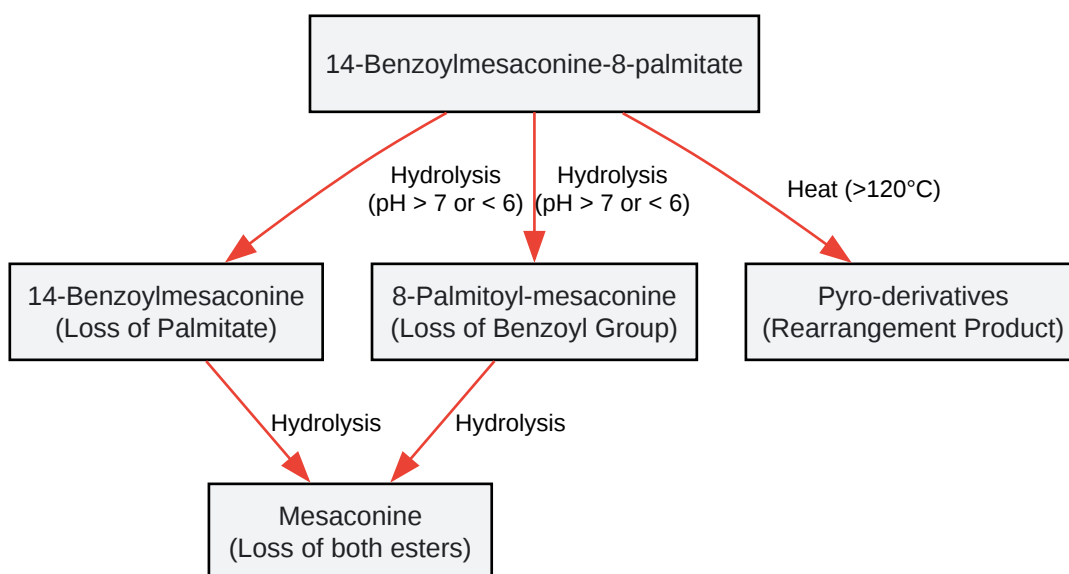 14-Benzoylmesaconine-8-palmitate
Hydrolysis
(pH > 7 or < 6)
Hydrolysis
(pH > 7 or < 6)
Heat (>120°C)
14-Benzoylmesaconine
(Loss of Palmitate)
8-Palmitoyl-mesaconine
(Loss of Benzoyl Group)
Pyro-derivatives
(Rearrangement Product)
Hydrolysis
Hydrolysis
Mesaconine
(Loss of both esters)